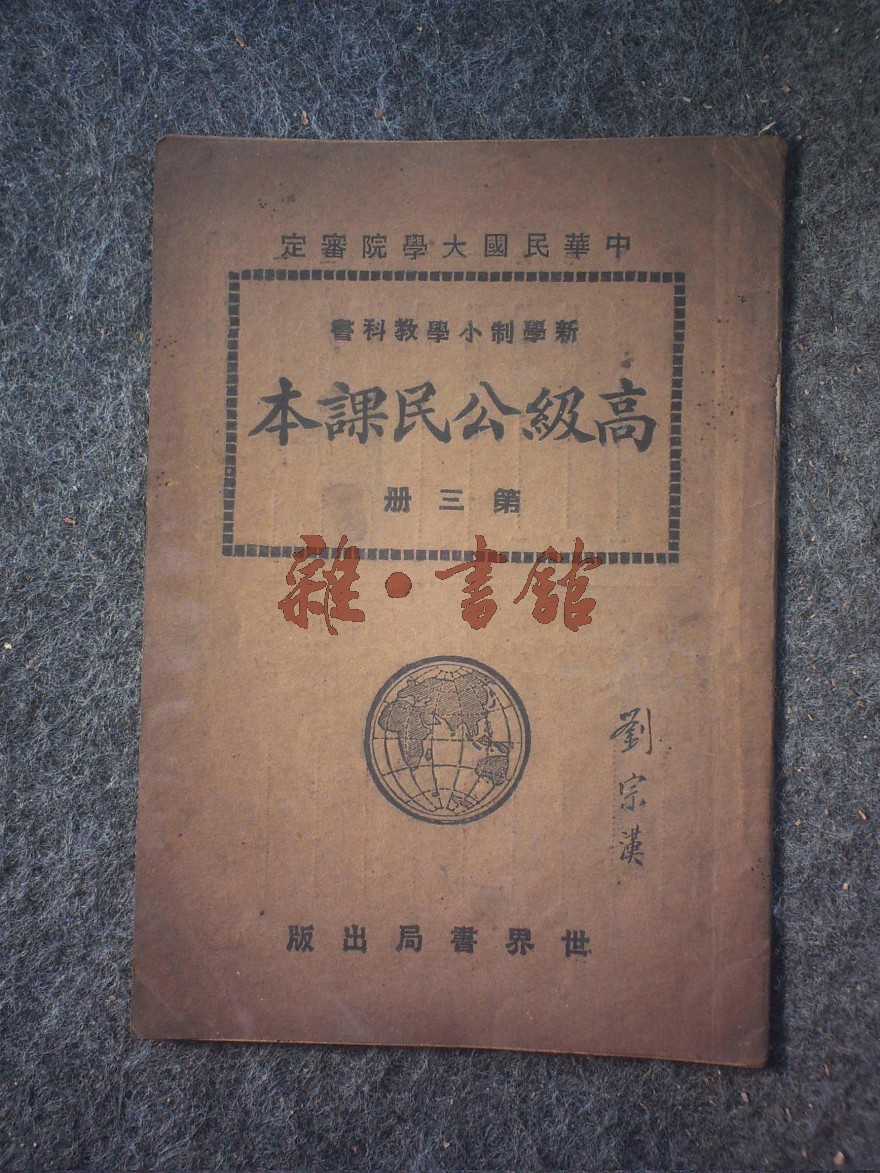 中華民國大學院審定
新學制小學教科書
高級公民課本
第三册
雜·書館
劉宗漢
世界書局出版